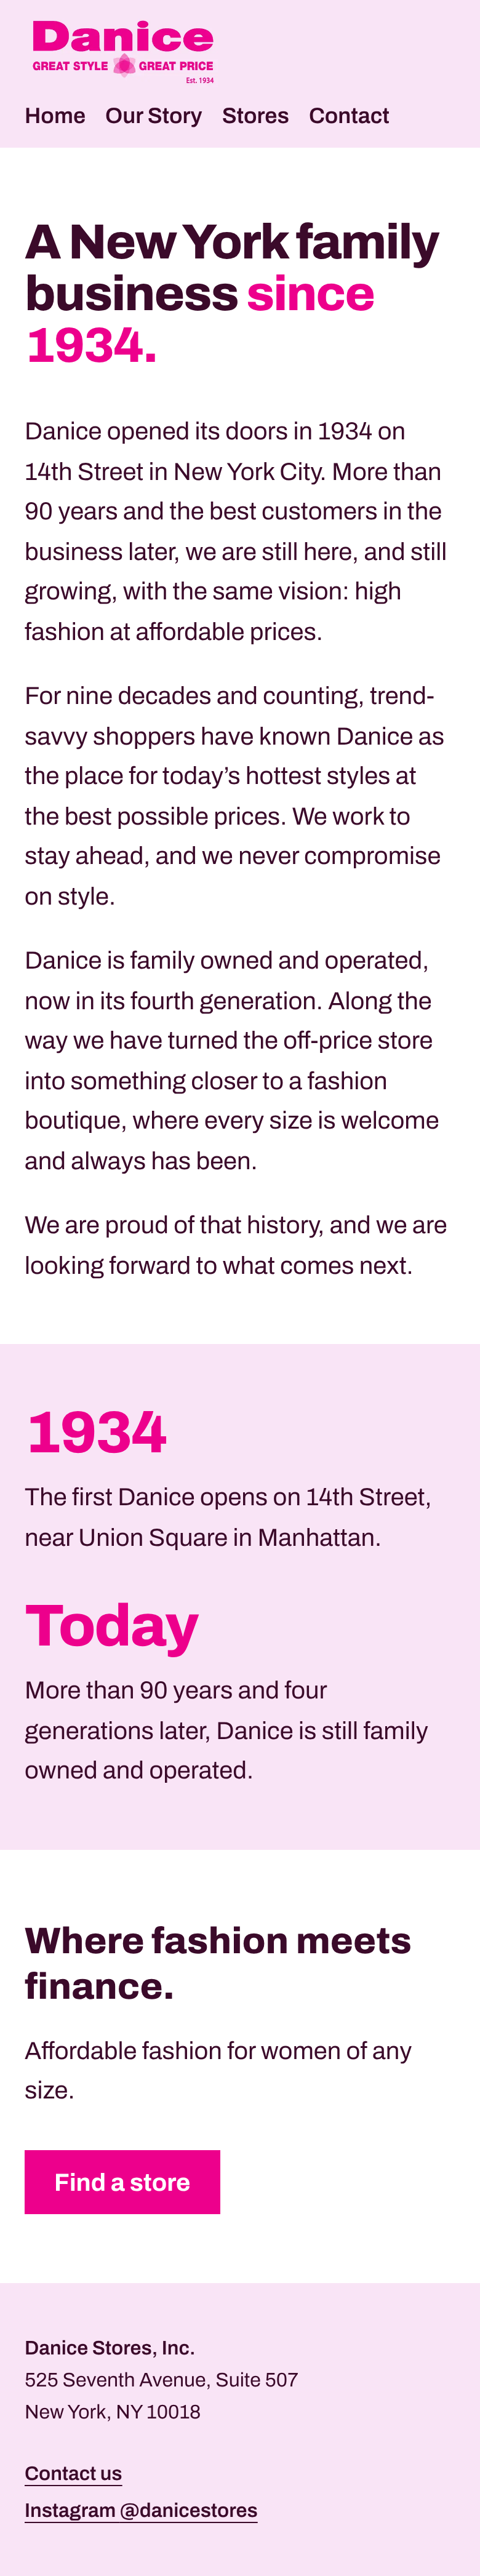 Danice
GREAT STYLE GREAT PRICE
Est. 1934
Home Our Story Stores Contact
A New York family
business since
1934.
Danice opened its doors in 1934 on
14th Street in New York City. More than
90 years and the best customers in the
business later, we are still here, and still
growing, with the same vision: high
fashion at affordable prices.
For nine decades and counting, trend-
savvy shoppers have known Danice as
the place for today’s hottest styles at
the best possible prices. We work to
stay ahead, and we never compromise
on style.
Danice is family owned and operated,
now in its fourth generation. Along the
way we have turned the off-price store
into something closer to a fashion
boutique, where every size is welcome
and always has been.
We are proud of that history, and we are
looking forward to what comes next.
1934
The first Danice opens on 14th Street,
near Union Square in Manhattan.
Today
More than 90 years and four
generations later, Danice is still family
owned and operated.
Where fashion meets
finance.
Affordable fashion for women of any
size.
Find a store
Danice Stores, Inc.
525 Seventh Avenue, Suite 507
New York, NY 10018
Contact us
Instagram @danicestores